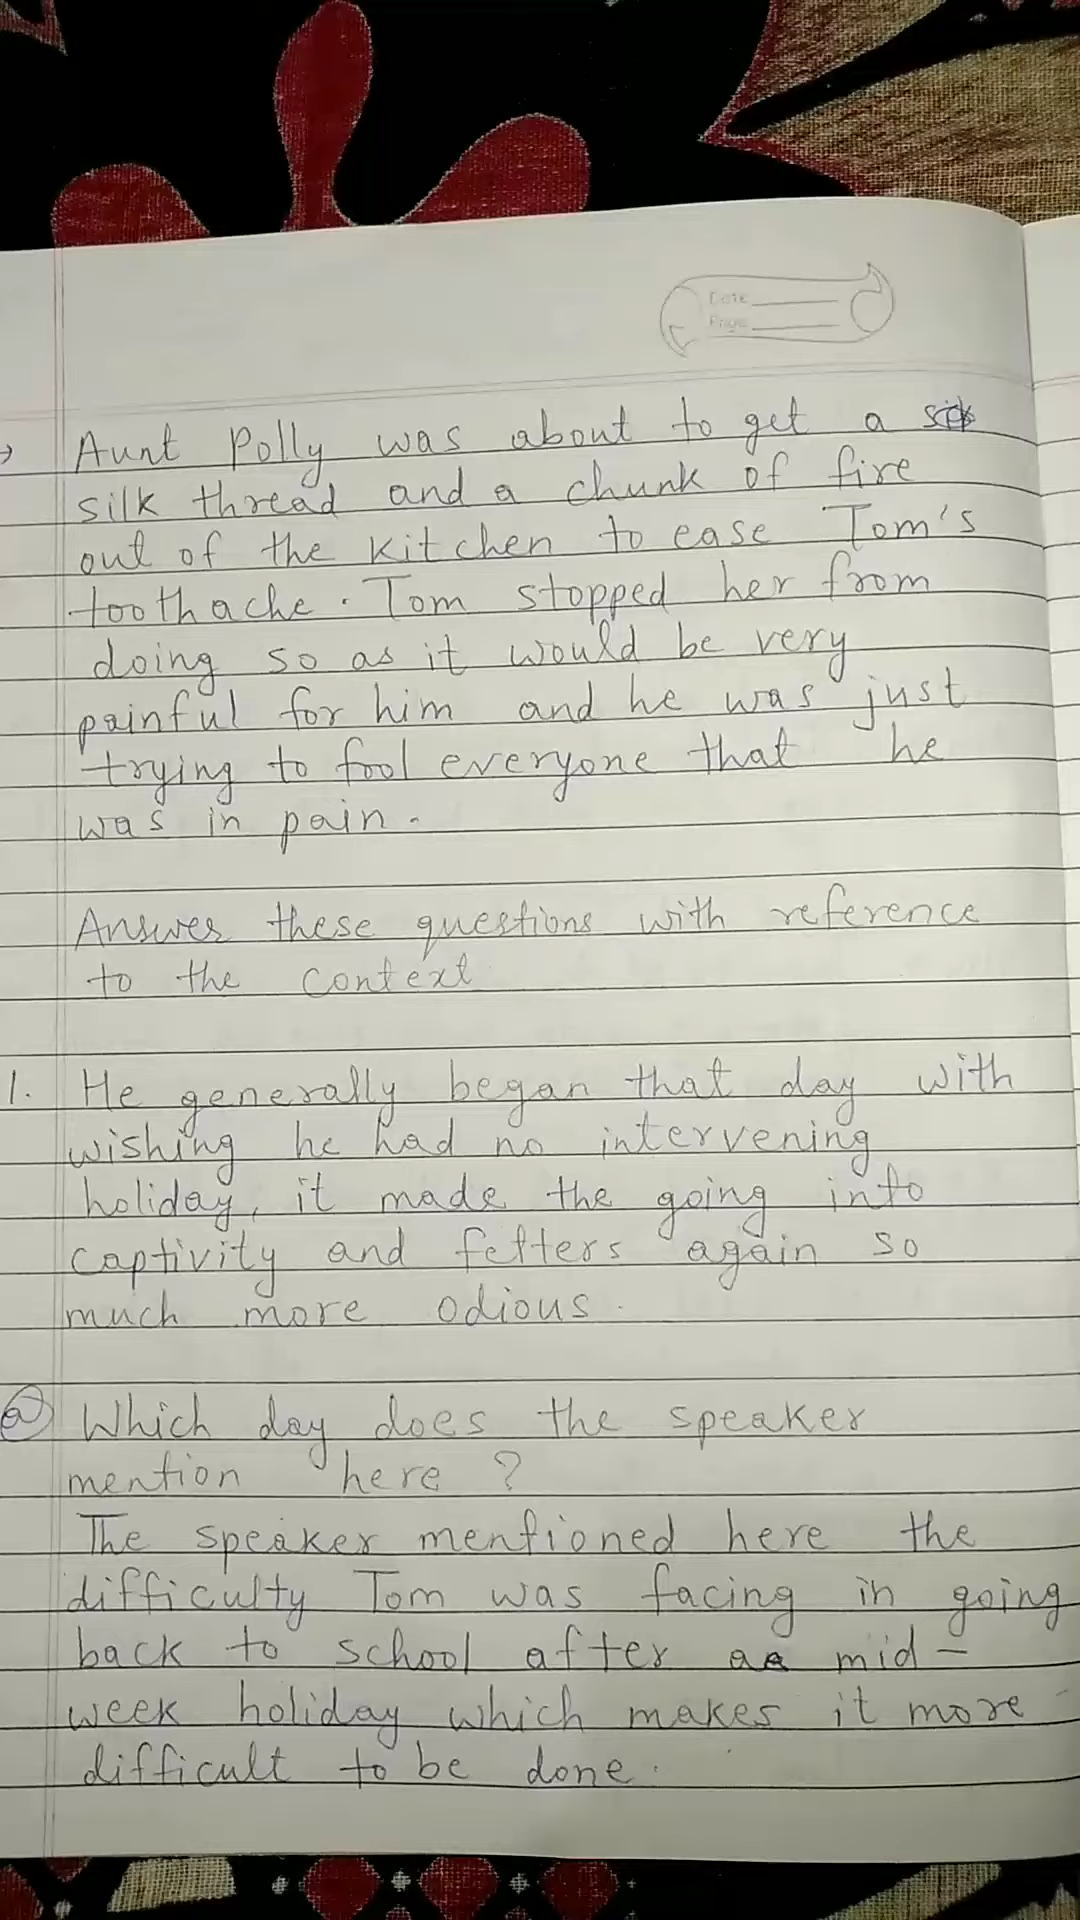 Date
Page
Aunt Polly was about to get a
silk thread and a chunk of fire
out of the kitchen to ease Tom's
toothache. Tom stopped her from
doing so as it would be very
painful for him and he was just
trying to fool everyone that he
was in pain.
Answer these questions with reference
to the context
1. He generally began that day with
wishing he had no intervening
holiday, it made the going into
captivity and fetters again so
much more odious.
a Which day does the speaker
mention here ?
The speaker mentioned here the
difficulty Tom was facing in going
back to school after a mid-
week holiday which makes it more
difficult to be done.